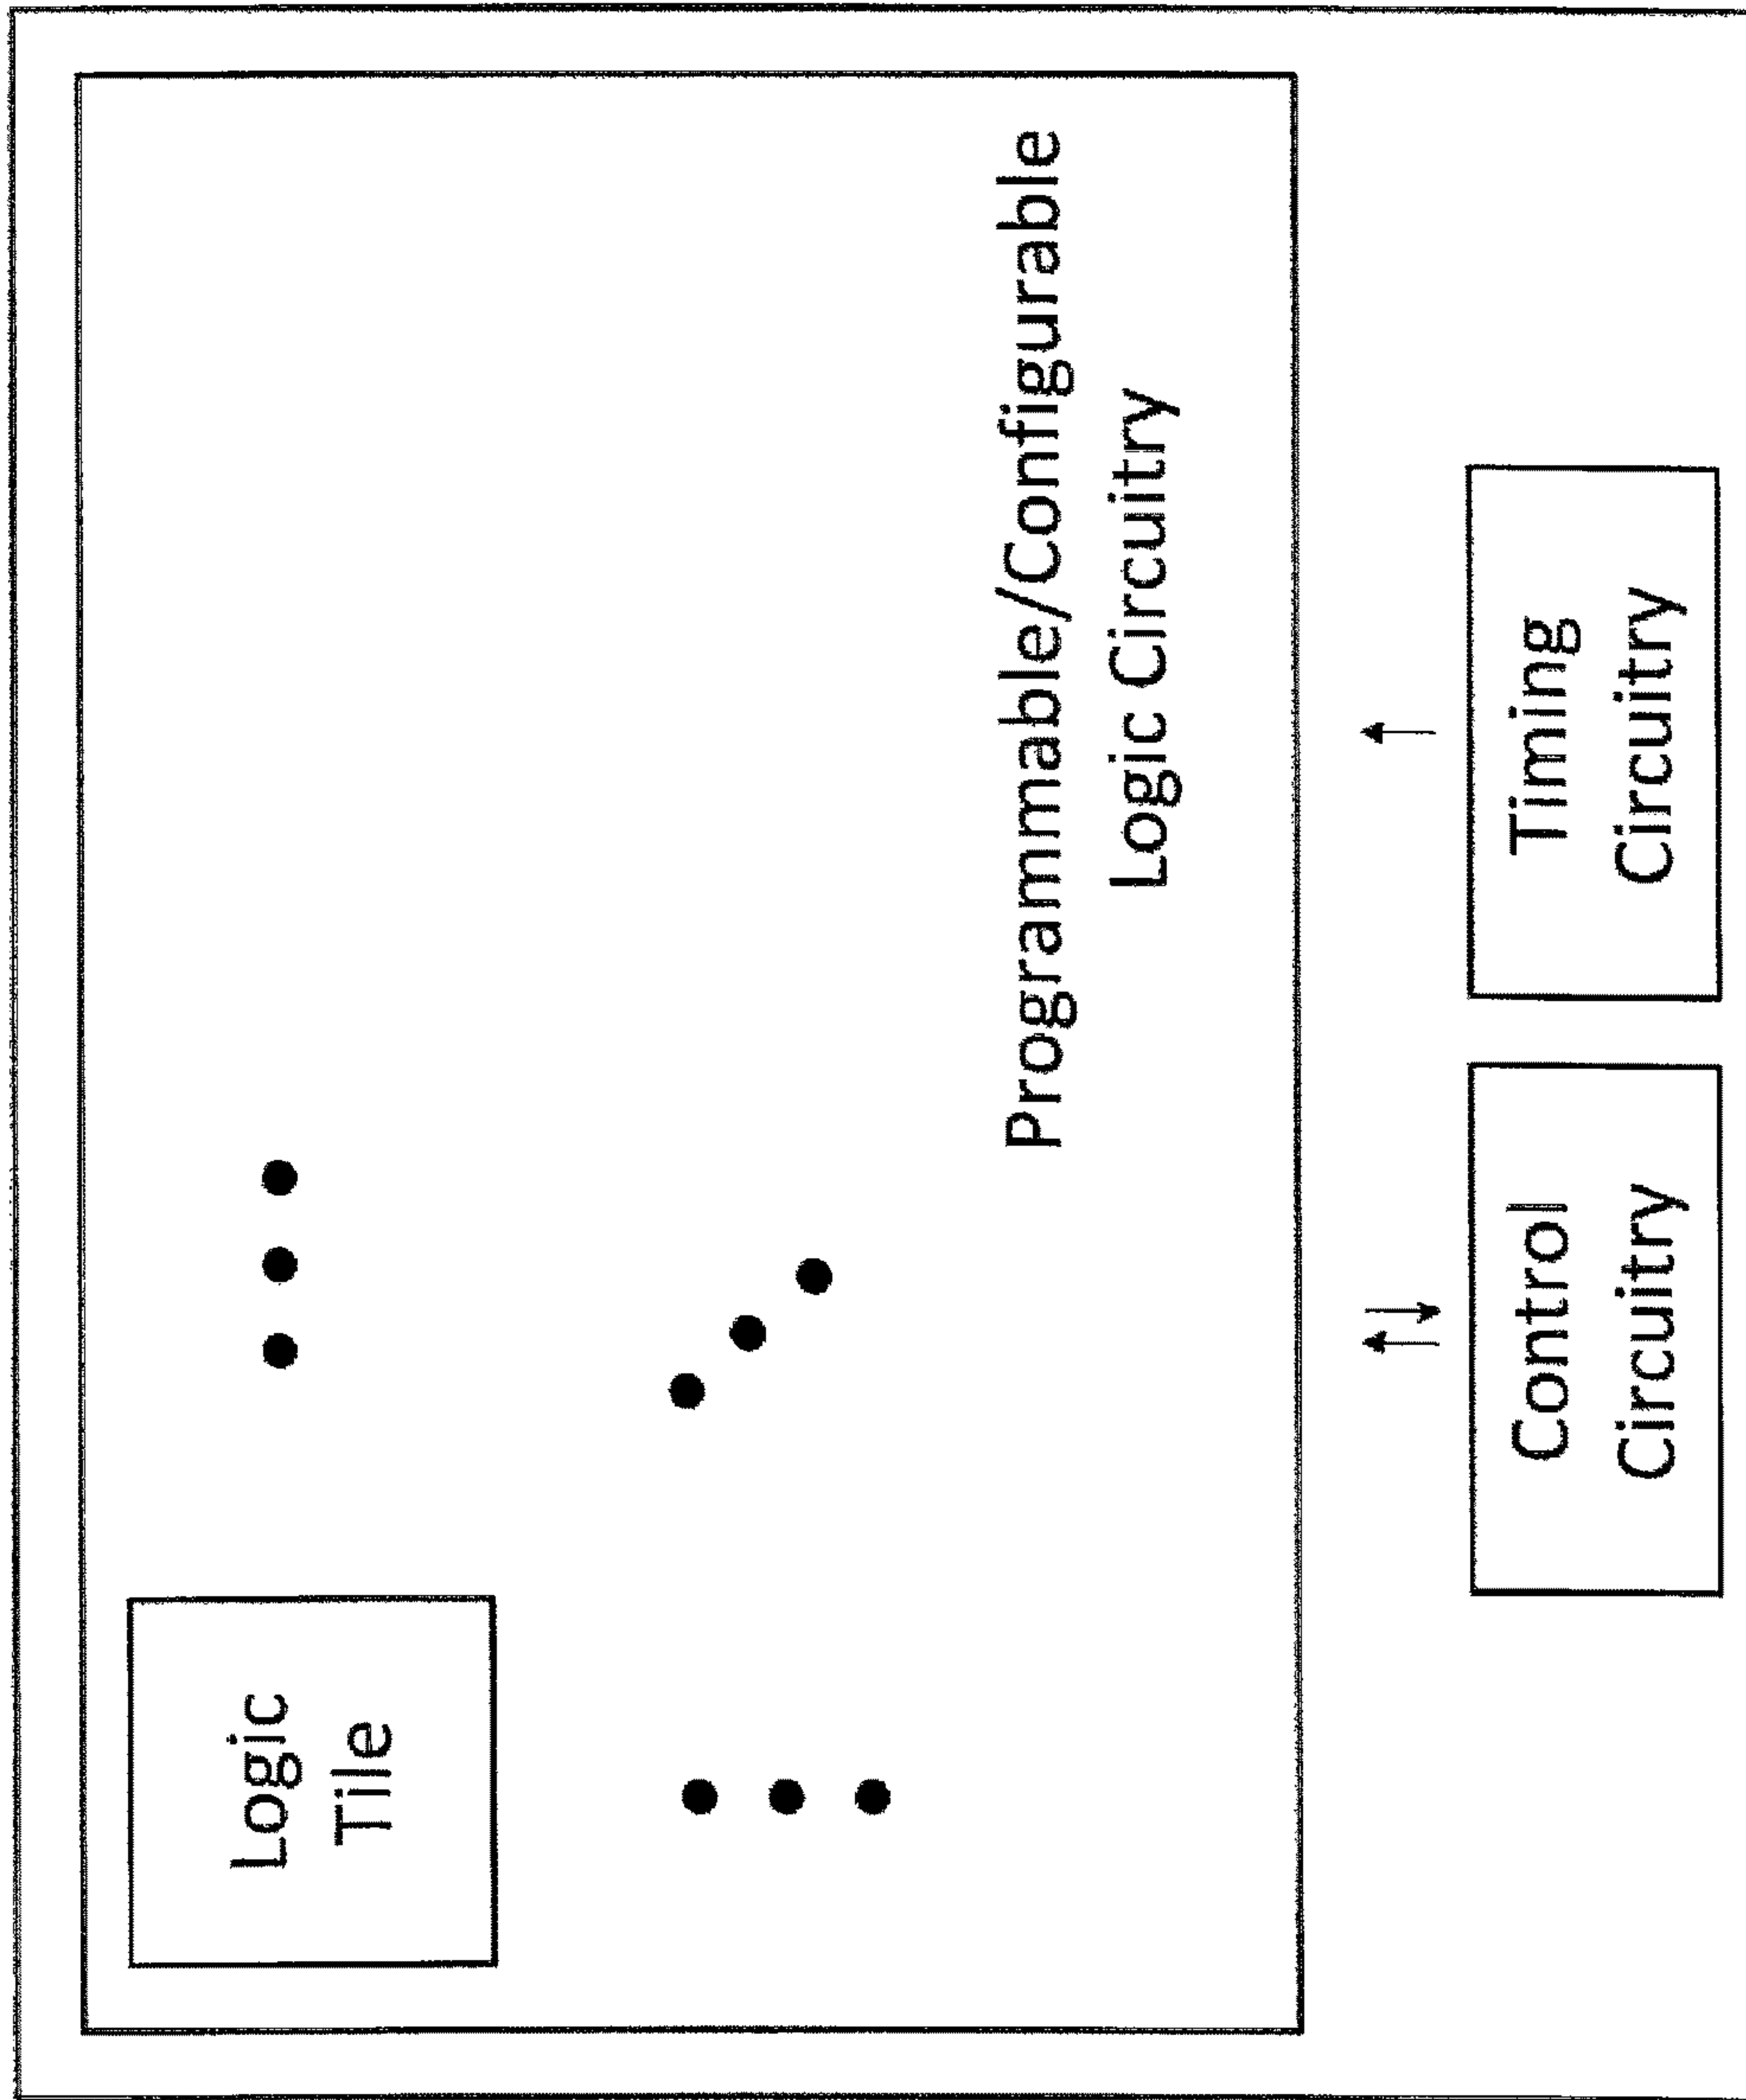 Logic
Tile
Programmable/Configurable
Logic Circuitry
Control
Circuitry
Timing
Circuitry